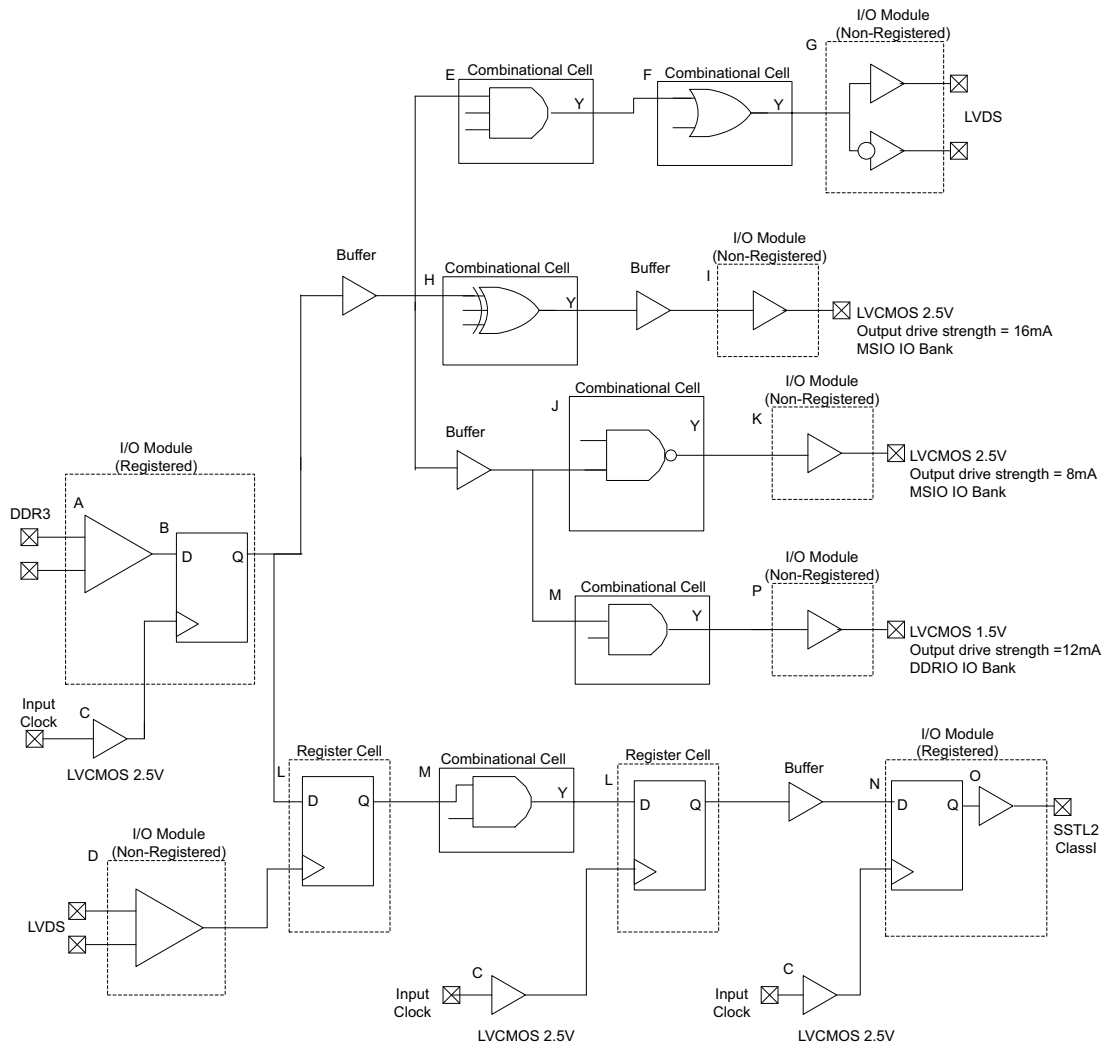 I/O Module
(Non-Registered)
G
Combinational Cell
E
Y
Combinational Cell
F
Y
LVDS
Buffer
Combinational Cell
H
Y
Buffer
I/O Module
(Non-Registered)
I
LVCMOS 2.5V
Output drive strength = 16mA
MSIO IO Bank
Buffer
Combinational Cell
J
Y
I/O Module
(Non-Registered)
K
LVCMOS 2.5V
Output drive strength = 8mA
MSIO IO Bank
I/O Module
(Registered)
DDR3
A
B
D
Q
Combinational Cell
M
Y
I/O Module
(Non-Registered)
P
LVCMOS 1.5V
Output drive strength =12mA
DDRIO IO Bank
Input
Clock
C
LVCMOS 2.5V
Register Cell
L
D
Q
Combinational Cell
M
Y
Register Cell
L
D
Q
Buffer
I/O Module
(Registered)
N
D
Q
O
SSTL2
ClassI
I/O Module
(Non-Registered)
D
LVDS
Input
Clock
C
LVCMOS 2.5V
Input
Clock
C
LVCMOS 2.5V